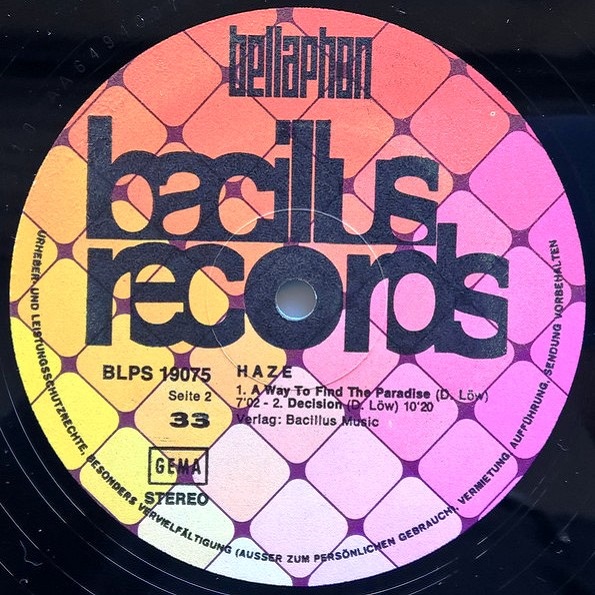 bellaphon
bacillus
records
BLPS 19075
Seite 2
33
HAZE
1. A Way To Find The Paradise (D. Löw)
7'02 - 2. Decision (D. Löw) 10'20
Verlag: Bacillus Music
GEMA
STEREO
URHEBER- UND LEISTUNGSSCHUTZRECHTE, BESONDERS VERVIELFÄLTIGUNG (AUSSER ZUM PERSÖNLICHEN GEBRAUCH), VERMIETUNG, AUFFÜHRUNG, SENDUNG VORBEHALTEN